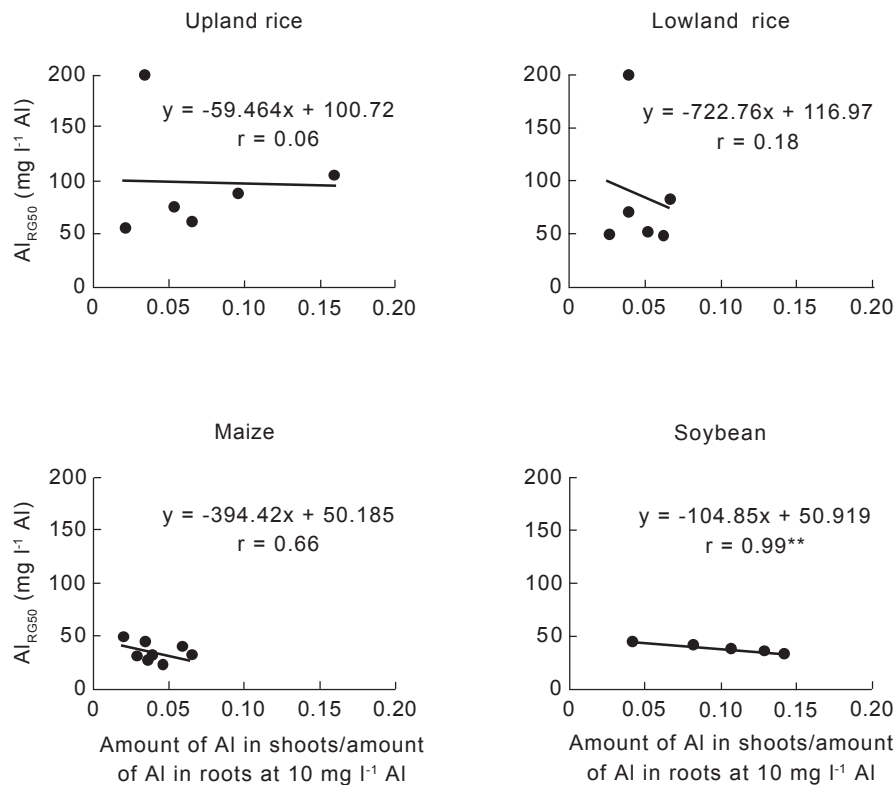 Upland rice
Al_RG50 (mg l⁻¹ Al)
200
150
100
50
0
y = -59.464x + 100.72
r = 0.06
0 0.05 0.10 0.15 0.20
Lowland rice
200
150
100
50
0
y = -722.76x + 116.97
r = 0.18
0 0.05 0.10 0.15 0.20
Maize
Al_RG50 (mg l⁻¹ Al)
200
150
100
50
0
y = -394.42x + 50.185
r = 0.66
0 0.05 0.10 0.15 0.20
Amount of Al in shoots/amount
of Al in roots at 10 mg l⁻¹ Al
Soybean
200
150
100
50
0
y = -104.85x + 50.919
r = 0.99**
0 0.05 0.10 0.15 0.20
Amount of Al in shoots/amount
of Al in roots at 10 mg l⁻¹ Al